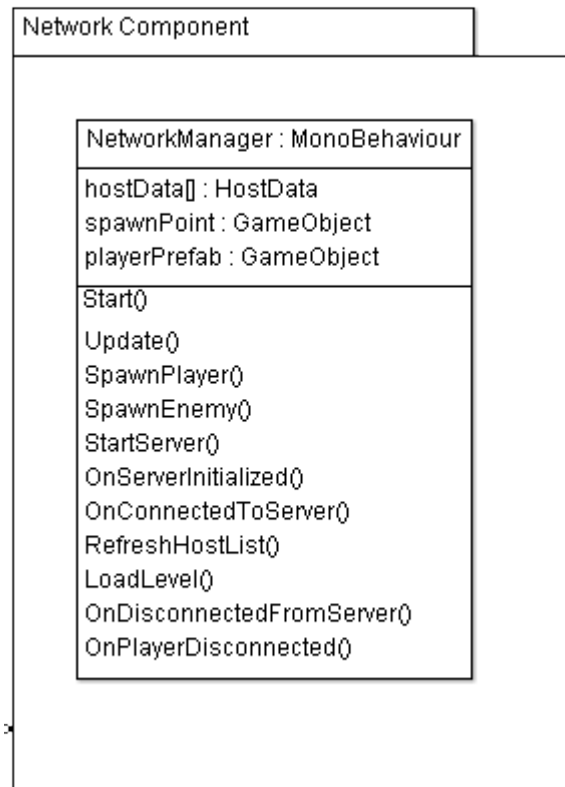 Network Component
NetworkManager : MonoBehaviour
hostData[] : HostData
spawnPoint : GameObject
playerPrefab : GameObject
Start()
Update()
SpawnPlayer()
SpawnEnemy()
StartServer()
OnServerInitialized()
OnConnectedToServer()
RefreshHostList()
LoadLevel()
OnDisconnectedFromServer()
OnPlayerDisconnected()